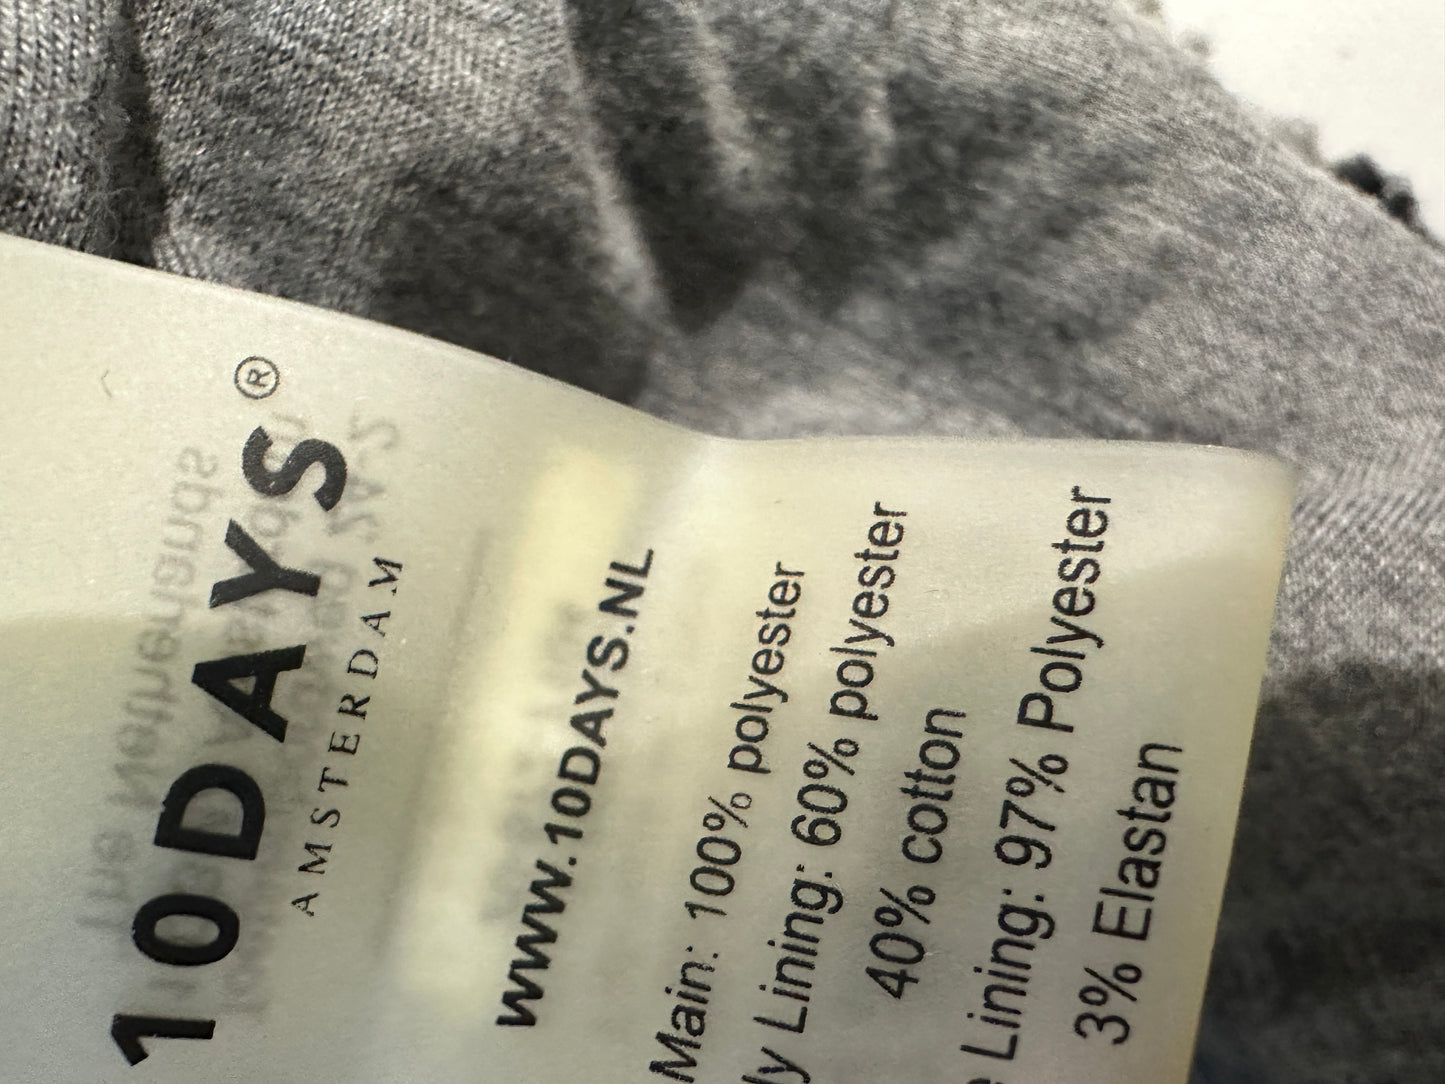 10DAYS®
AMSTERDAM
WWW.10DAYS.NL
Main: 100% polyester
Lining: 60% polyester
40% cotton
Lining: 97% Polyester
3% Elastan